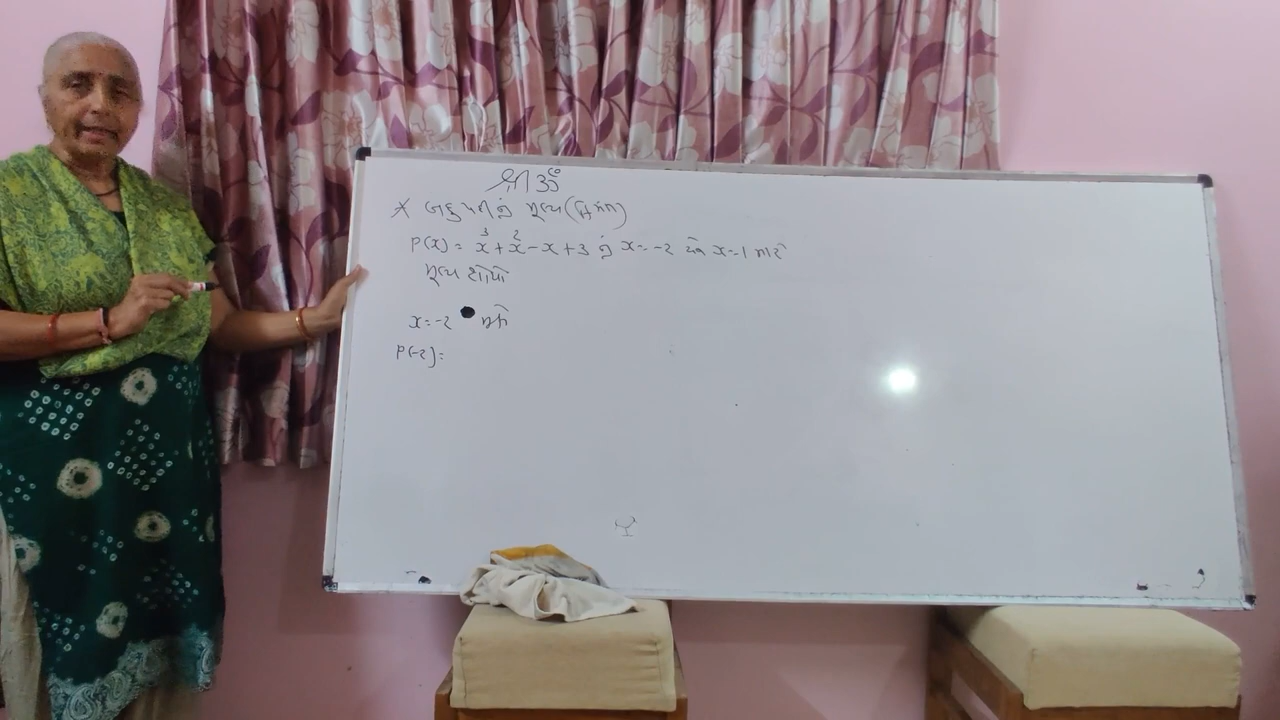 શ્રી ૐ
* બહુપદીનું મૂલ્ય (કિંમત)
P(x) = x³ + x² - x + 3 નું x = -2 અને x = 1 માટે
મૂલ્ય શોધો
x = -2 માટે
P(-2) =